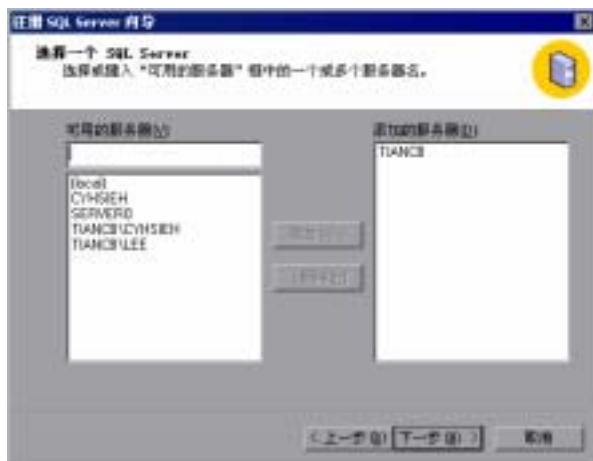 注册 SQL Server 向导
选择一个 SQL Server
选择或键入“可用的服务器”框中的一个或多个服务器名。
可用的服务器(V)
(local)
CYHSIEH
SERVER0
TIANCB\CYHSIEH
TIANCB\LEE
添加的服务器(D)
TIANCB
<上一步(B)
下一步(N)>
取消